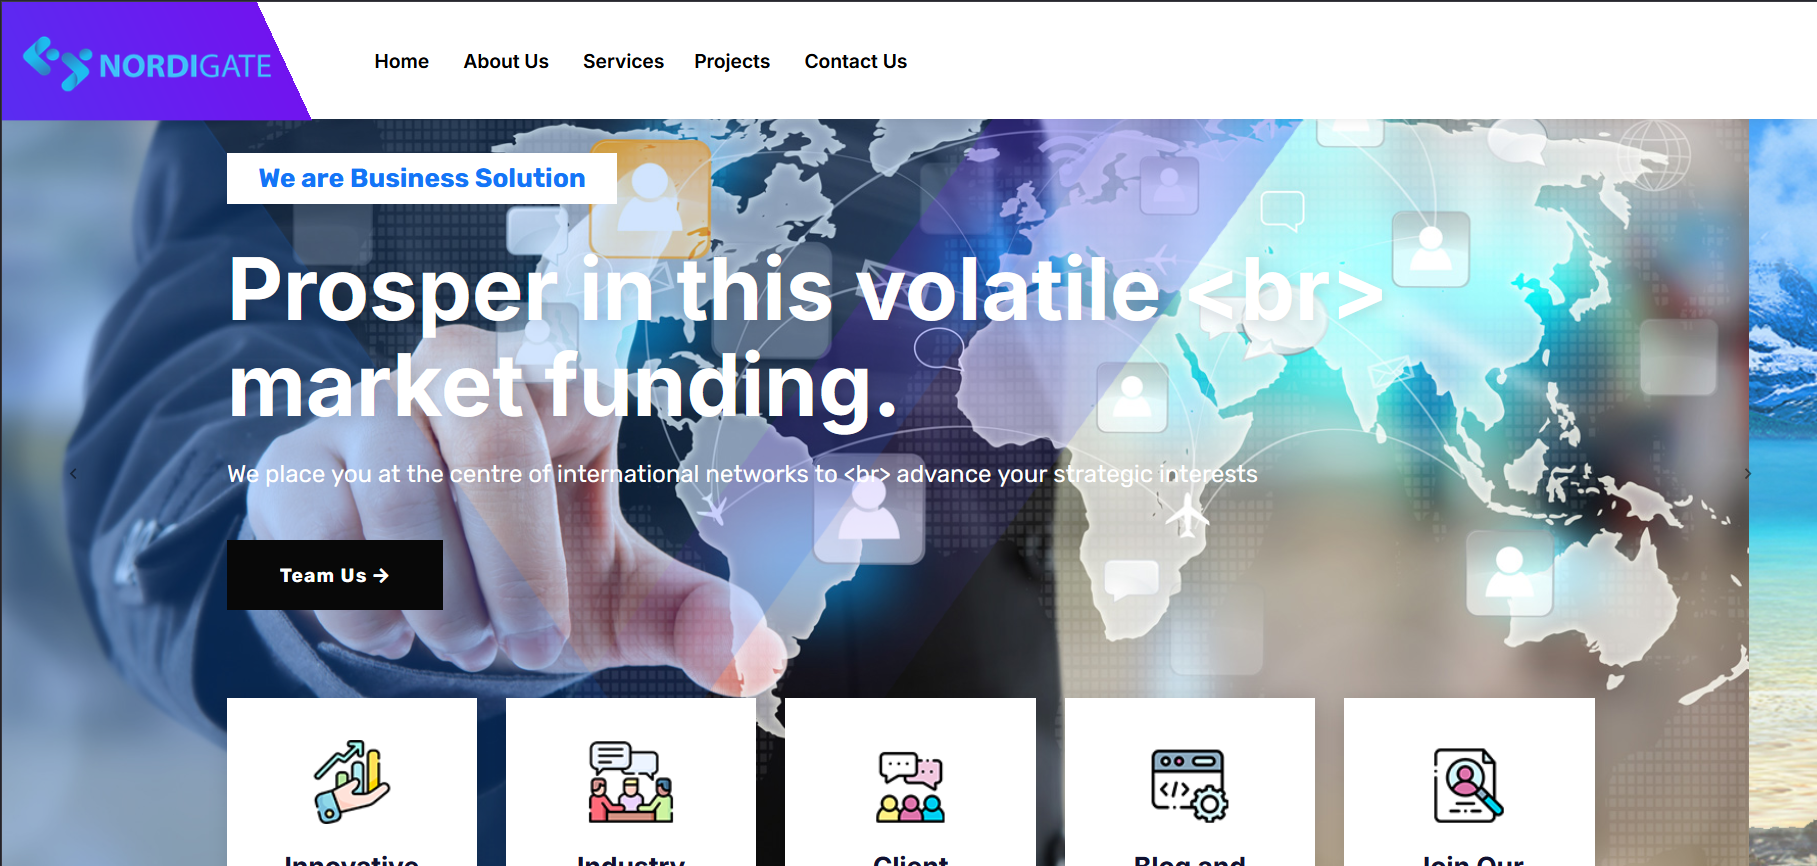 NORDIGATE
Home About Us Services Projects Contact Us
We are Business Solution
Prosper in this volatile <br>
market funding.
We place you at the centre of international networks to <br> advance your strategic interests
Team Us →
Innovative Industry Client Blog and Join Our